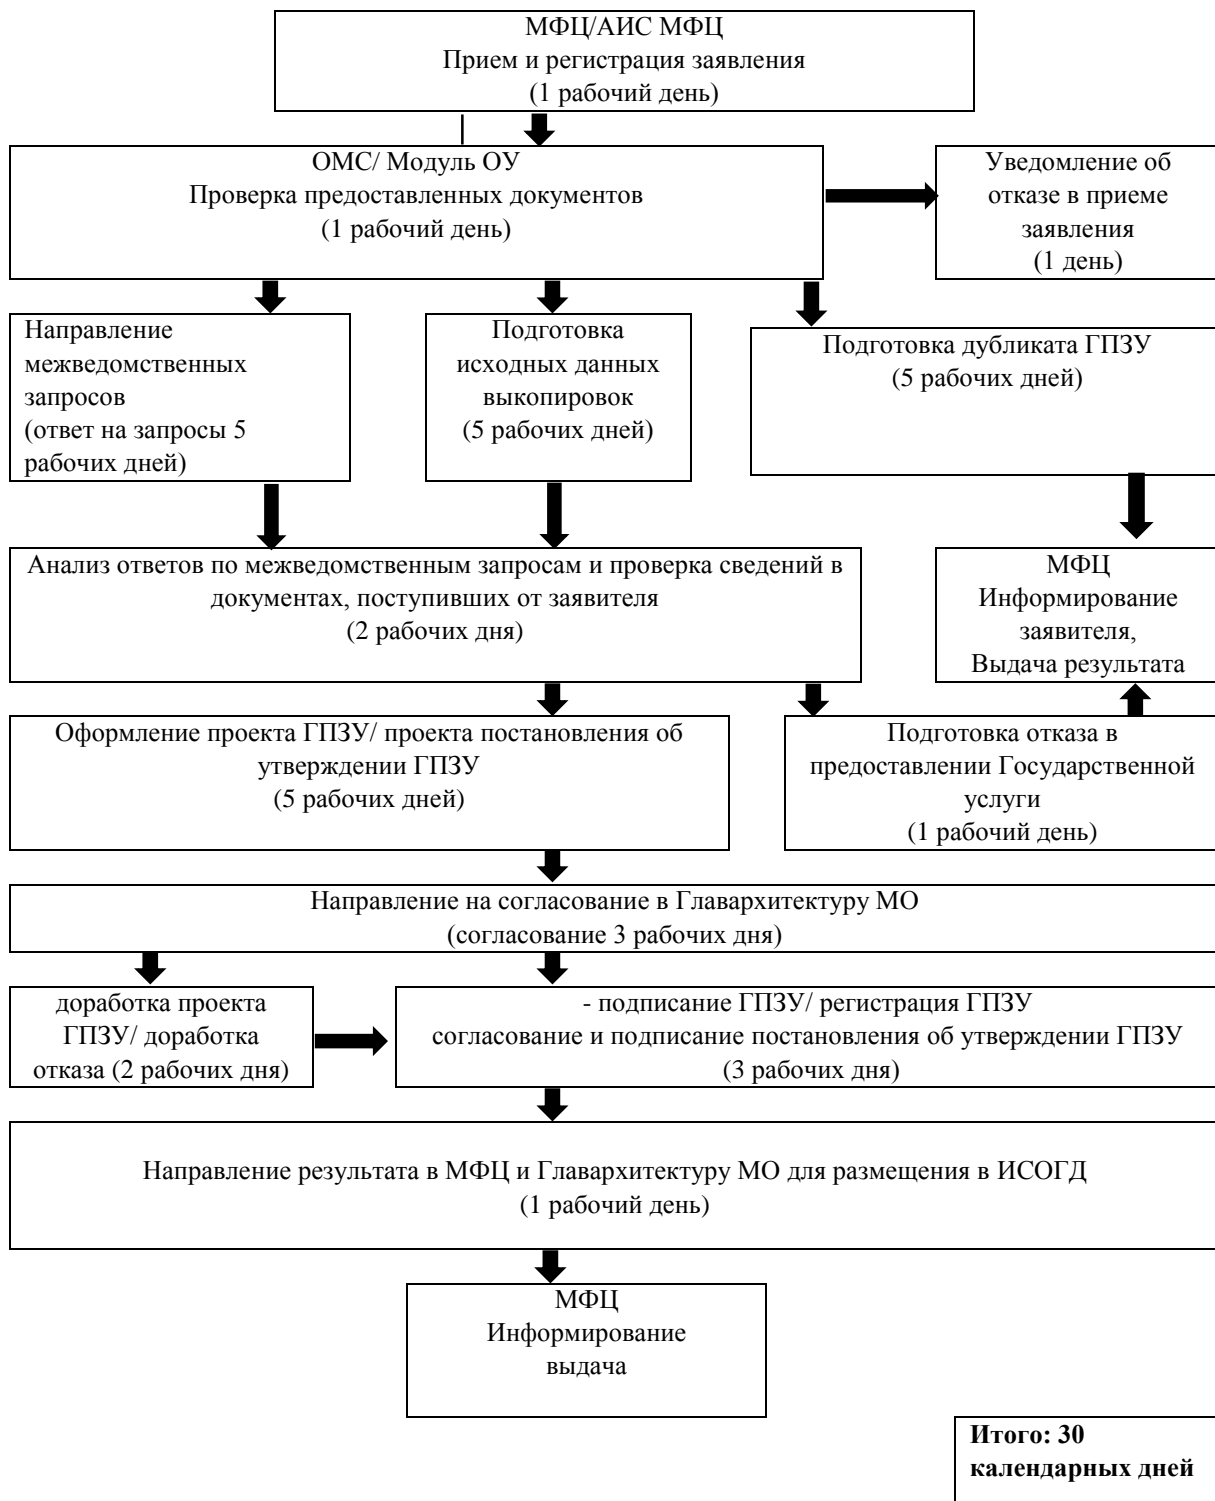 МФЦ/АИС МФЦ
Прием и регистрация заявления
(1 рабочий день)
ОМС/ Модуль ОУ
Проверка предоставленных документов
(1 рабочий день)
Уведомление об
отказе в приеме
заявления
(1 день)
Направление
межведомственных
запросов
(ответ на запросы 5
рабочих дней)
Подготовка
исходных данных
выкопировок
(5 рабочих дней)
Подготовка дубликата ГПЗУ
(5 рабочих дней)
Анализ ответов по межведомственным запросам и проверка сведений в
документах, поступивших от заявителя
(2 рабочих дня)
МФЦ
Информирование
заявителя,
Выдача результата
Оформление проекта ГПЗУ/ проекта постановления об
утверждении ГПЗУ
(5 рабочих дней)
Подготовка отказа в
предоставлении Государственной
услуги
(1 рабочий день)
Направление на согласование в Главархитектуру МО
(согласование 3 рабочих дня)
доработка проекта
ГПЗУ/ доработка
отказа (2 рабочих дня)
- подписание ГПЗУ/ регистрация ГПЗУ
согласование и подписание постановления об утверждении ГПЗУ
(3 рабочих дня)
Направление результата в МФЦ и Главархитектуру МО для размещения в ИСОГД
(1 рабочий день)
МФЦ
Информирование
выдача
Итого: 30
календарных дней